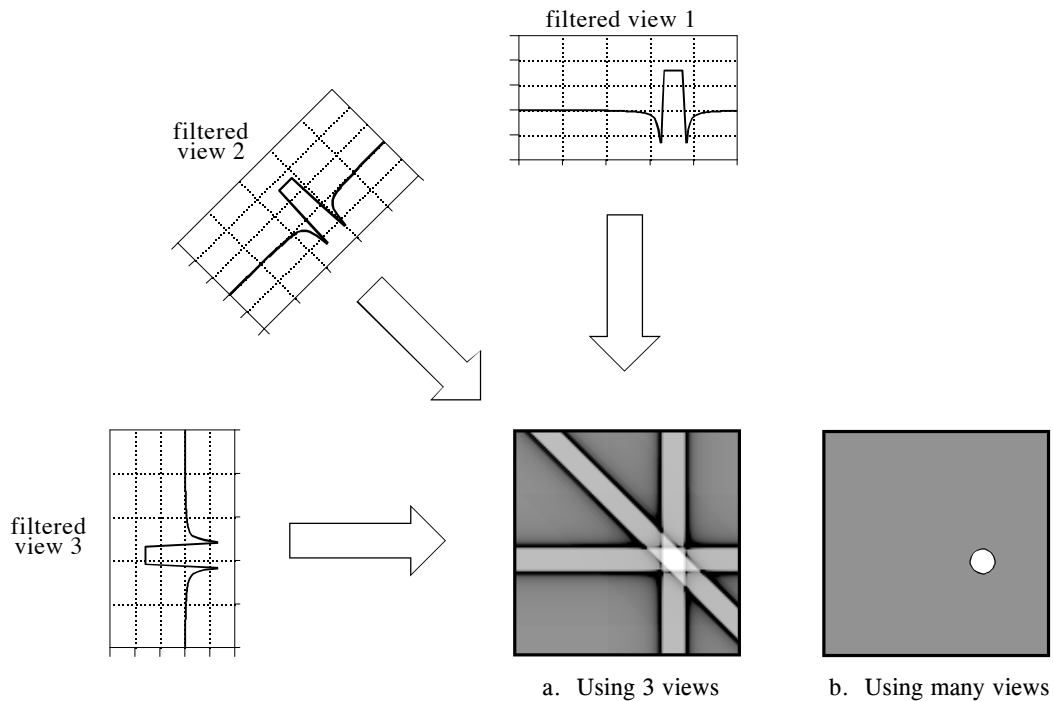 filtered view 1
filtered
view 2
filtered
view 3
a. Using 3 views
b. Using many views